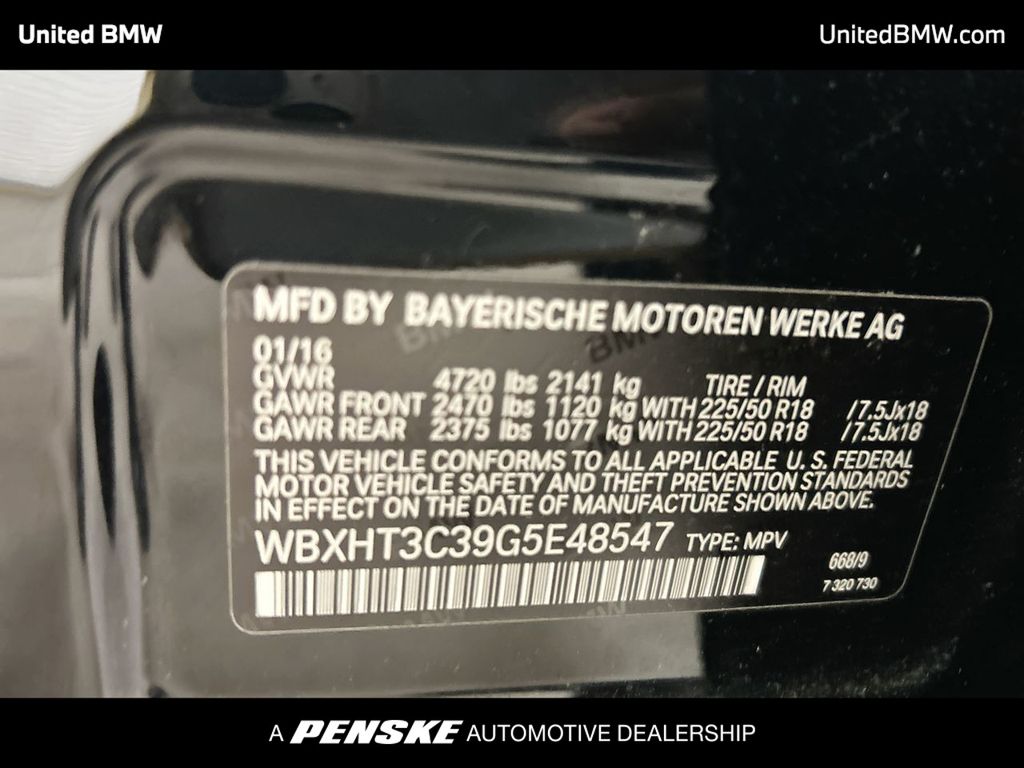 United BMW
UnitedBMW.com
MFD BY BAYERISCHE MOTOREN WERKE AG
01/16
GVWR 4720 lbs 2141 kg TIRE / RIM
GAWR FRONT 2470 lbs 1120 kg WITH 225/50 R18 /7.5Jx18
GAWR REAR 2375 lbs 1077 kg WITH 225/50 R18 /7.5Jx18
THIS VEHICLE CONFORMS TO ALL APPLICABLE U. S. FEDERAL
MOTOR VEHICLE SAFETY AND THEFT PREVENTION STANDARDS
IN EFFECT ON THE DATE OF MANUFACTURE SHOWN ABOVE.
WBXHT3C39G5E48547 TYPE: MPV
668/9
7 320 730
A PENSKE AUTOMOTIVE DEALERSHIP